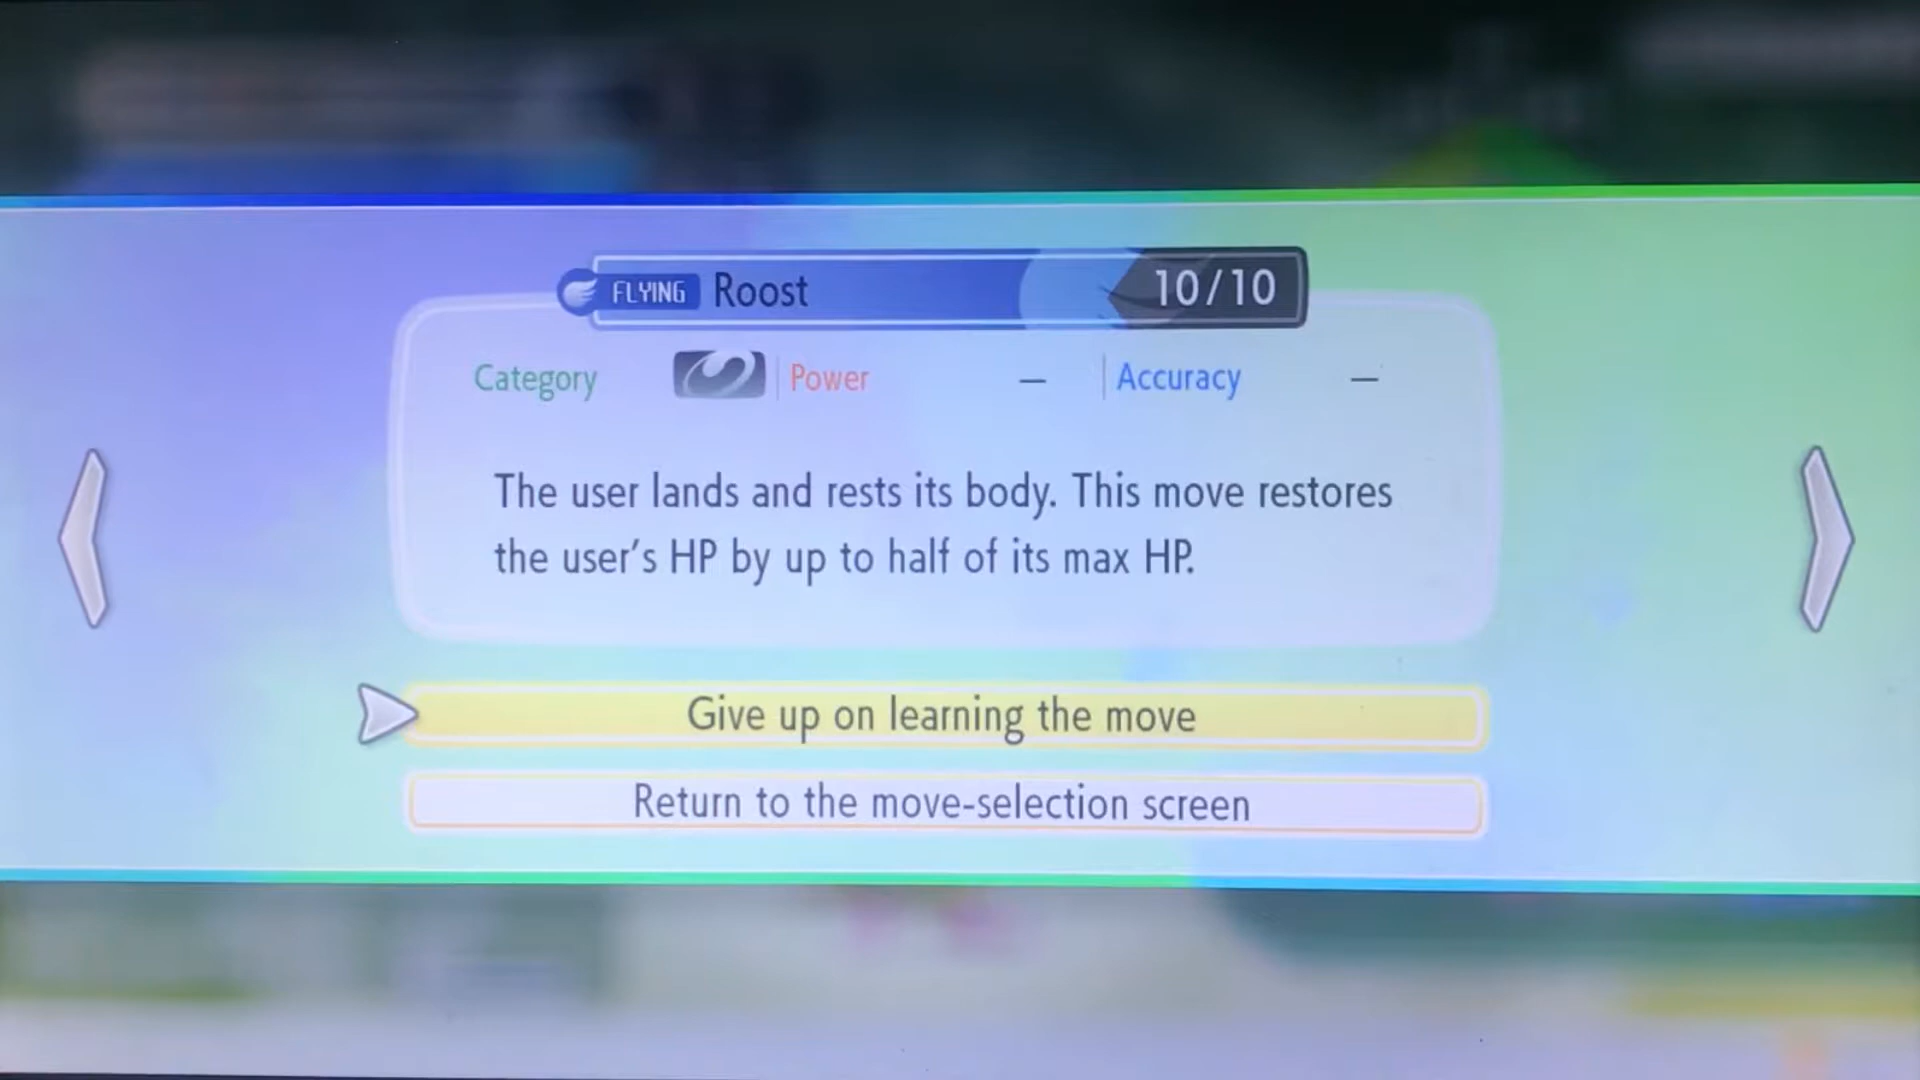 FLYING Roost 10/10
Category Power — Accuracy —
The user lands and rests its body. This move restores
the user's HP by up to half of its max HP.
Give up on learning the move
Return to the move-selection screen